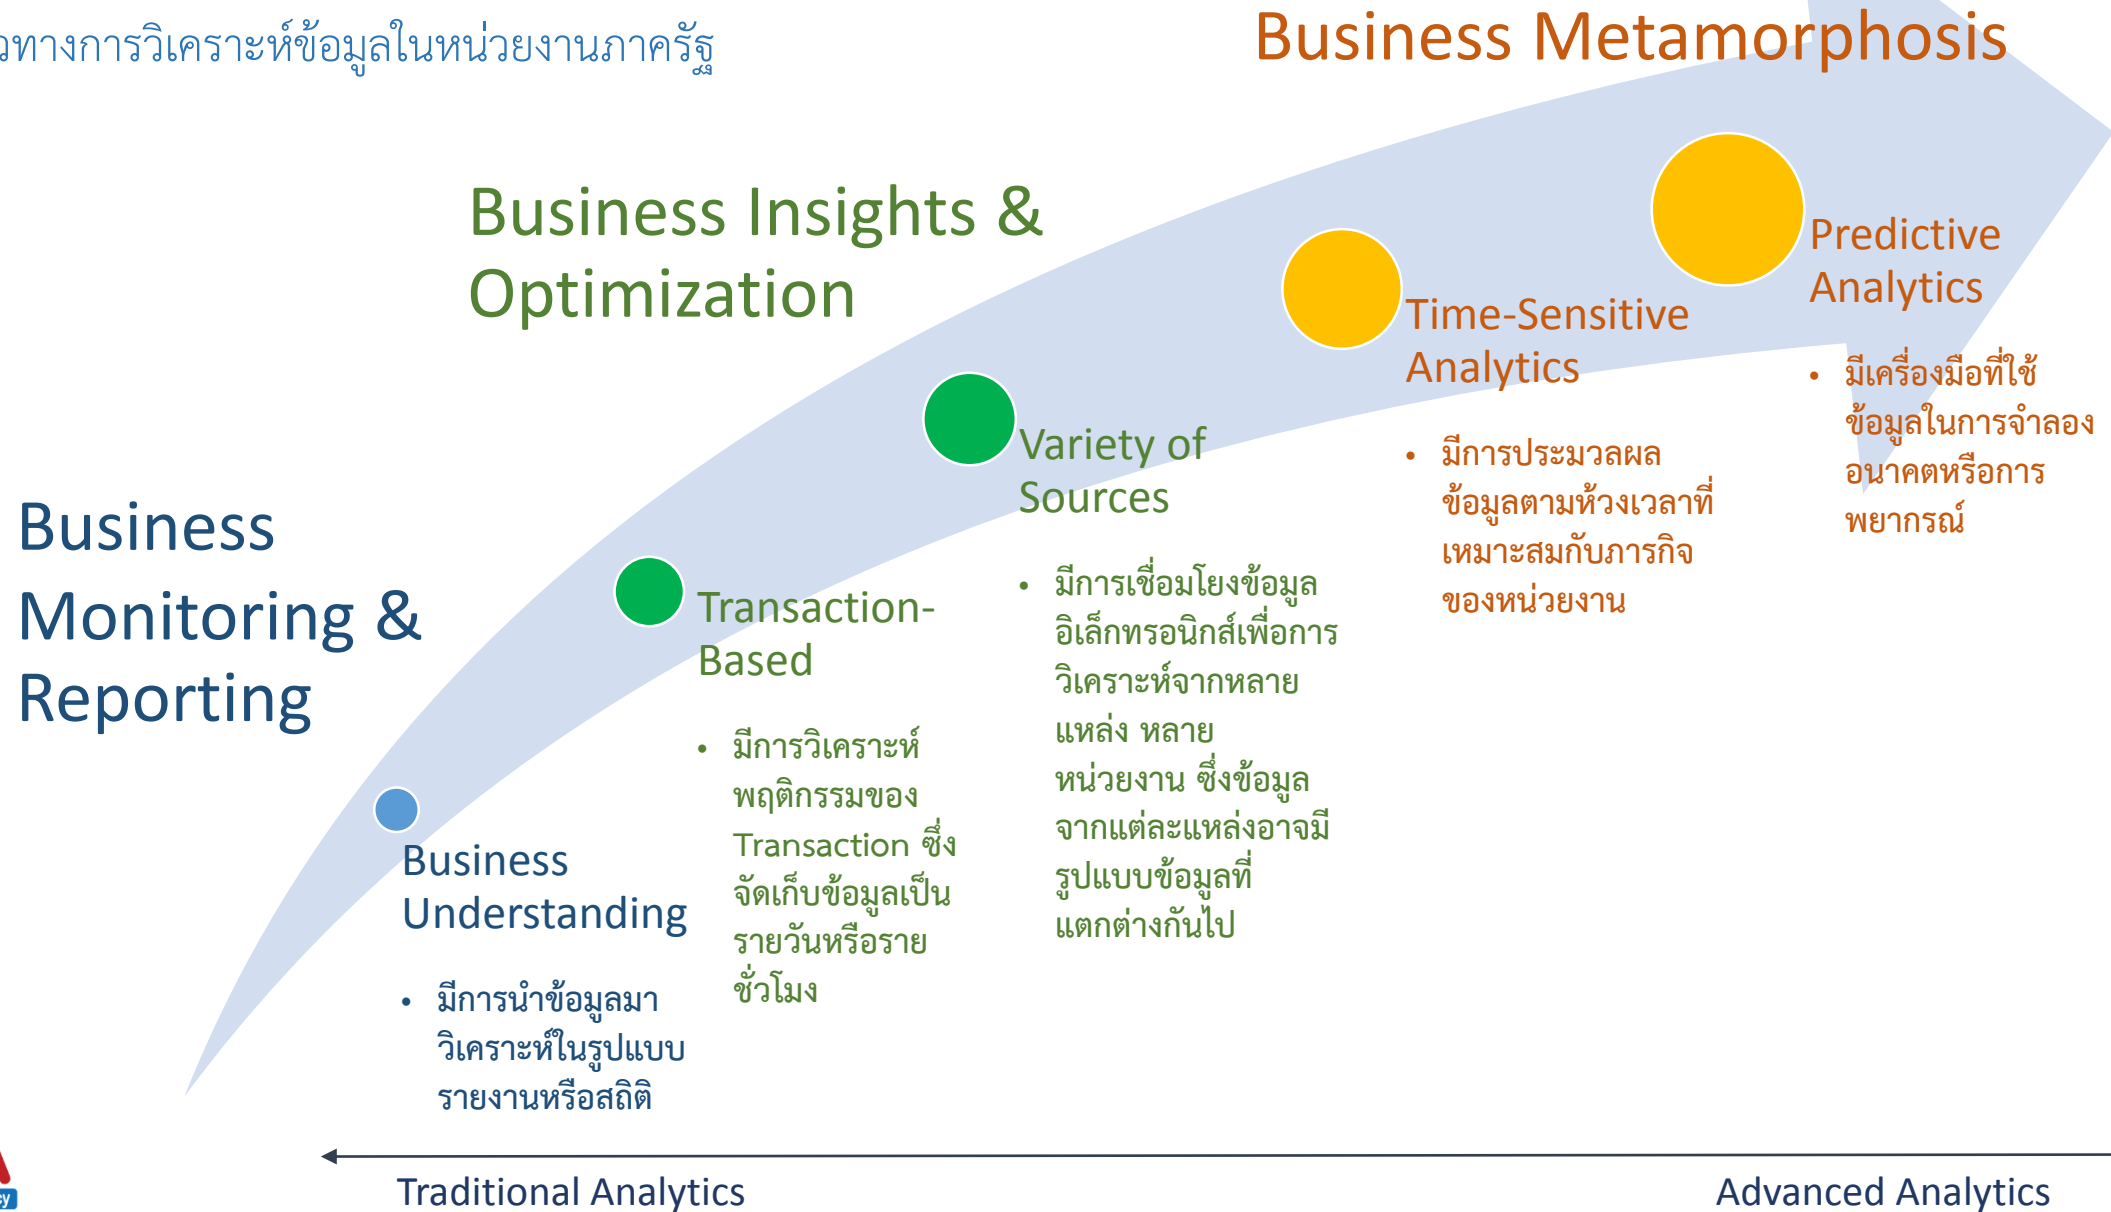 วทางการวิเคราะห์ข้อมูลในหน่วยงานภาครัฐ
Business Metamorphosis
Business Insights &
Optimization
Business
Monitoring &
Reporting
Business
Understanding
• มีการนำข้อมูลมา
วิเคราะห์ในรูปแบบ
รายงานหรือสถิติ
Transaction-
Based
• มีการวิเคราะห์
พฤติกรรมของ
Transaction ซึ่ง
จัดเก็บข้อมูลเป็น
รายวันหรือราย
ชั่วโมง
Variety of
Sources
• มีการเชื่อมโยงข้อมูล
อิเล็กทรอนิกส์เพื่อการ
วิเคราะห์จากหลาย
แหล่ง หลาย
หน่วยงาน ซึ่งข้อมูล
จากแต่ละแหล่งอาจมี
รูปแบบข้อมูลที่
แตกต่างกันไป
Time-Sensitive
Analytics
• มีการประมวลผล
ข้อมูลตามห้วงเวลาที่
เหมาะสมกับภารกิจ
ของหน่วยงาน
Predictive
Analytics
• มีเครื่องมือที่ใช้
ข้อมูลในการจำลอง
อนาคตหรือการ
พยากรณ์
Traditional Analytics
Advanced Analytics